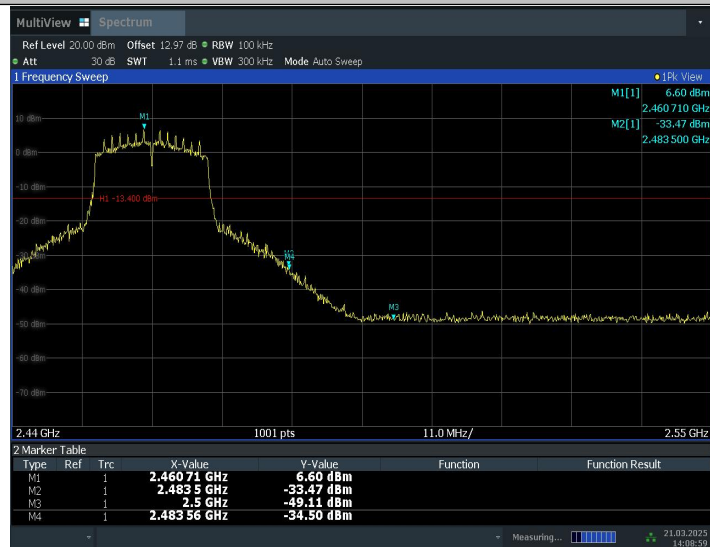 MultiView Spectrum
Ref Level 20.00 dBm Offset 12.97 dB RBW 100 kHz
Att 30 dB SWT 1.1 ms VBW 300 kHz Mode Auto Sweep
1 Frequency Sweep 1Pk View
M1[1] 6.60 dBm
2.460 710 GHz
M2[1] -33.47 dBm
2.483 500 GHz
10 dBm
M1
0 dBm
-10 dBm
H1 -13.400 dBm
-20 dBm
M4
-40 dBm
M3
-50 dBm
-60 dBm
-70 dBm
2.44 GHz 1001 pts 11.0 MHz/ 2.55 GHz
2 Marker Table
Type Ref Trc X-Value Y-Value Function Function Result
M1 1 2.460 71 GHz 6.60 dBm
M2 1 2.483 5 GHz -33.47 dBm
M3 1 2.5 GHz -49.11 dBm
M4 1 2.483 56 GHz -34.50 dBm
Measuring... 21.03.2025
14:08:59